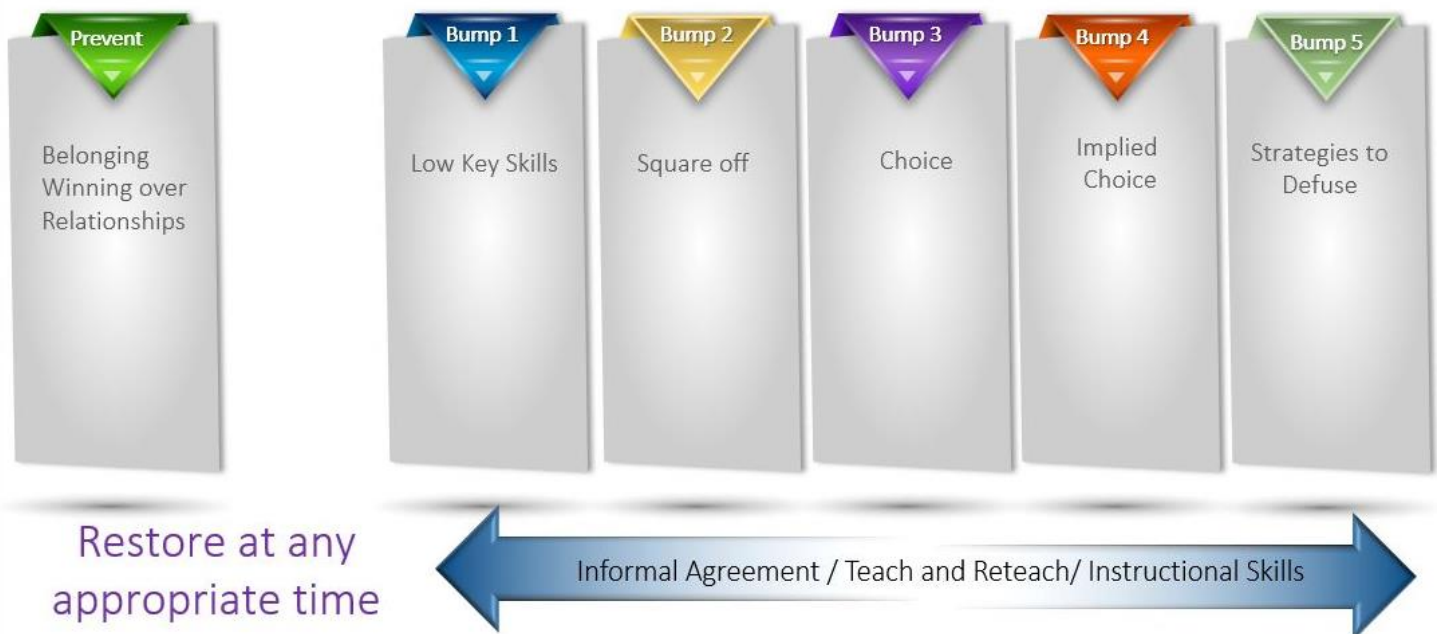 Prevent
Belonging
Winning over
Relationships
Bump 1
Low Key Skills
Bump 2
Square off
Bump 3
Choice
Bump 4
Implied
Choice
Bump 5
Strategies to
Defuse
Restore at any
appropriate time
Informal Agreement / Teach and Reteach/ Instructional Skills